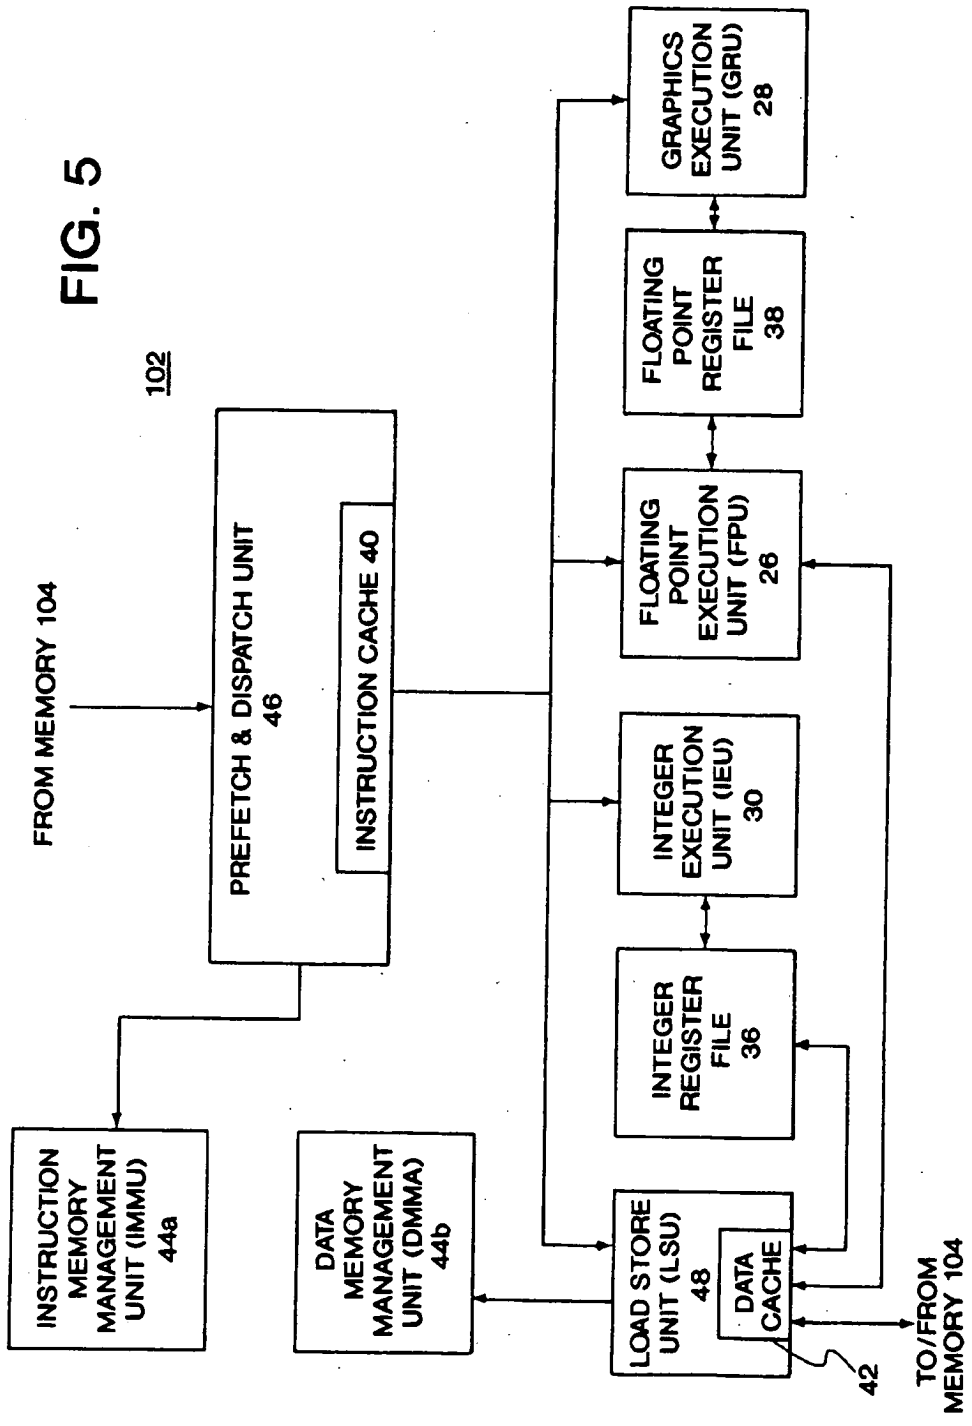 FIG. 5
102
FROM MEMORY 104
PREFETCH & DISPATCH UNIT
46
INSTRUCTION CACHE 40
INSTRUCTION
MEMORY
MANAGEMENT
UNIT (IMMU)
44a
DATA
MEMORY
MANAGEMENT
UNIT (DMMA)
44b
LOAD STORE
UNIT (LSU)
48
DATA
CACHE
42
TO/FROM
MEMORY 104
INTEGER
REGISTER
FILE
36
INTEGER
EXECUTION
UNIT (IEU)
30
FLOATING
POINT
EXECUTION
UNIT (FPU)
26
FLOATING
POINT
REGISTER
FILE
38
GRAPHICS
EXECUTION
UNIT (GRU)
28